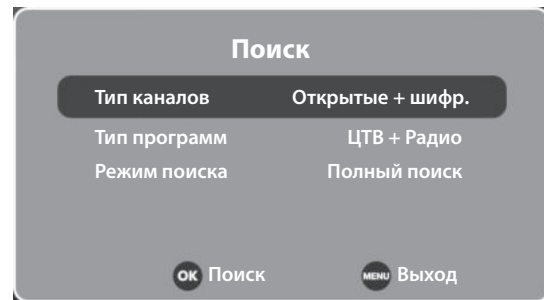 Поиск
Тип каналов Открытые + шифр.
Тип программ ЦТВ + Радио
Режим поиска Полный поиск
OK Поиск MENU Выход